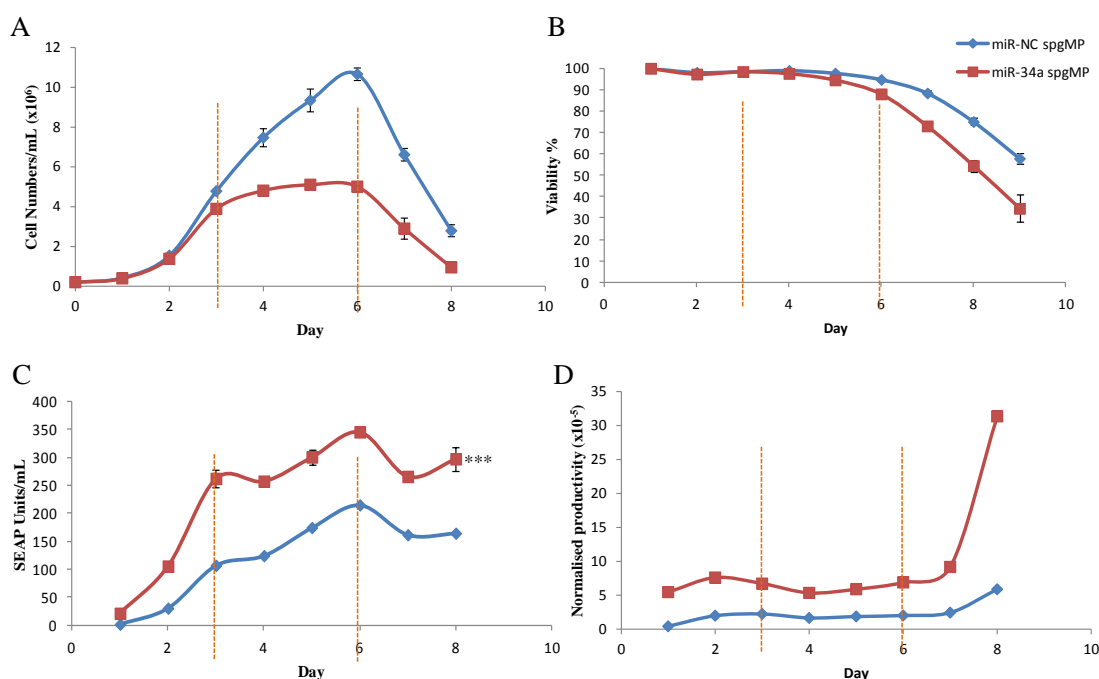 A
Cell Numbers/mL (x10⁶)
12
10
8
6
4
2
0
0 2 4 6 8 10
Day
B
miR-NC spgMP
miR-34a spgMP
Viability %
100
90
80
70
60
50
40
30
20
10
0
0 2 4 6 8 10
Day
C
SEAP Units/mL
400
350
300
250
200
150
100
50
0
***
0 2 4 6 8 10
Day
D
Normalised productivity (x10⁻⁵)
35
30
25
20
15
10
5
0
0 2 4 6 8 10
Day